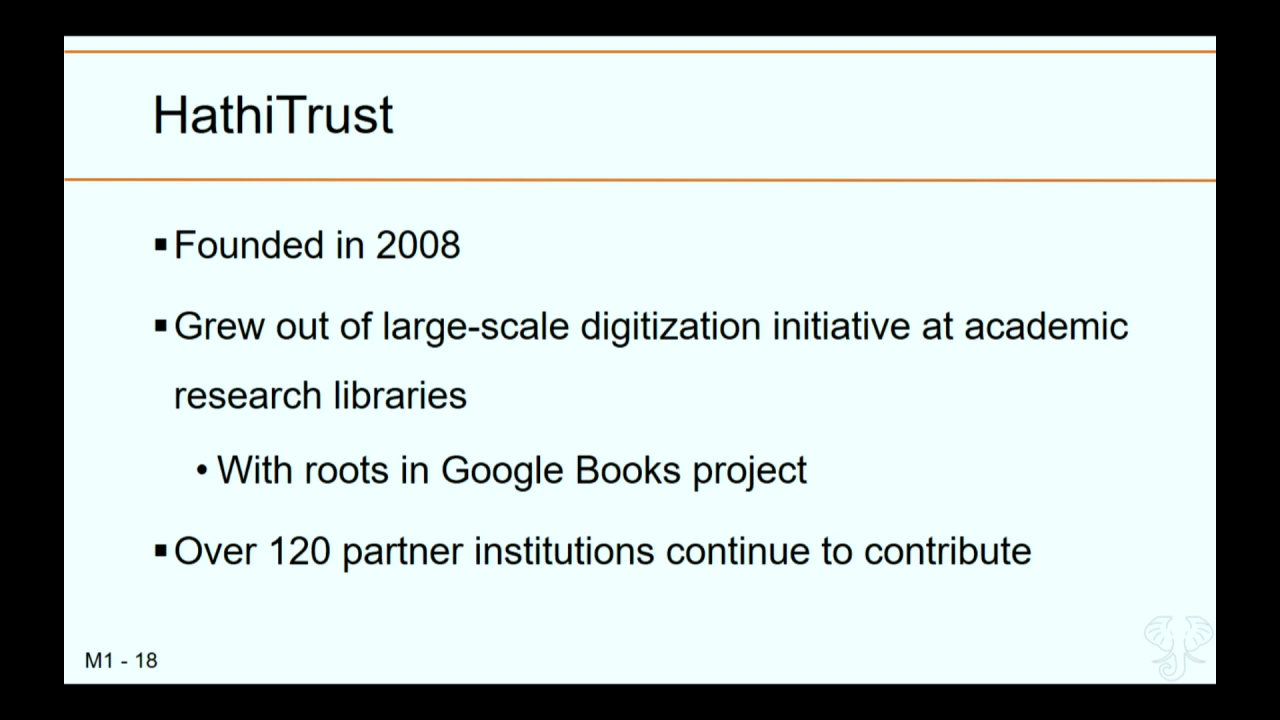 HathiTrust
▪Founded in 2008
▪Grew out of large-scale digitization initiative at academic
research libraries
• With roots in Google Books project
▪Over 120 partner institutions continue to contribute
M1 - 18